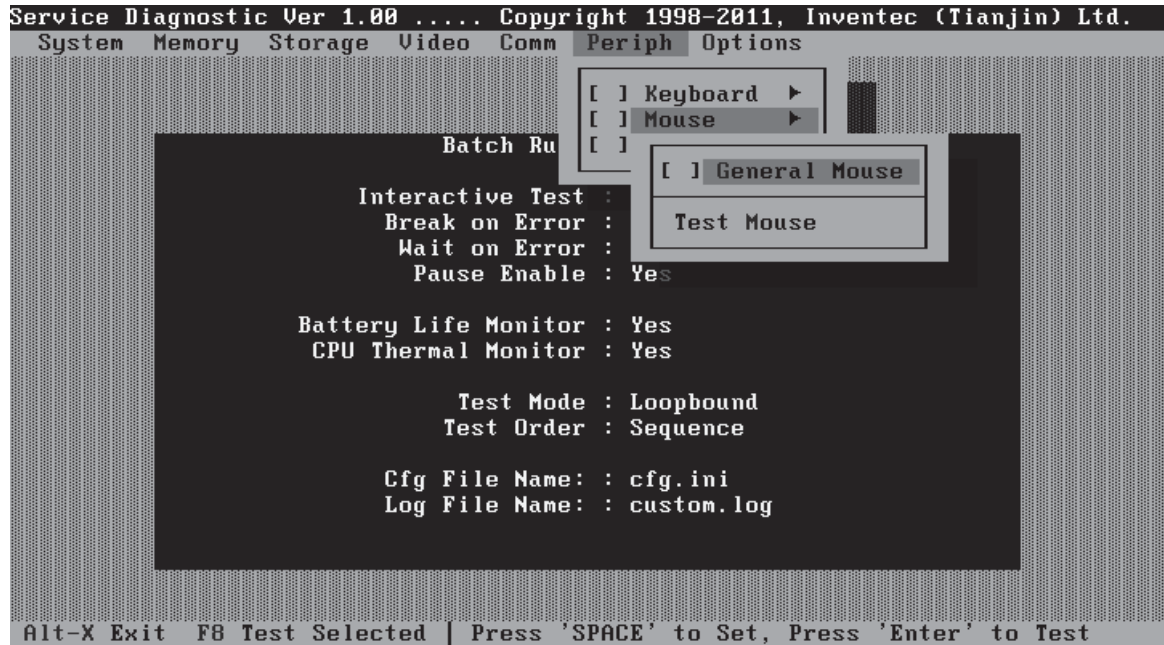 Service Diagnostic Ver 1.00 ..... Copyright 1998-2011, Inventec (Tianjin) Ltd.
System Memory Storage Video Comm Periph Options
[ ] Keyboard ►
[ ] Mouse ►
[ ]
[ ] General Mouse
Test Mouse
Batch Ru
Interactive Test :
Break on Error :
Wait on Error :
Pause Enable : Yes
Battery Life Monitor : Yes
CPU Thermal Monitor : Yes
Test Mode : Loopbound
Test Order : Sequence
Cfg File Name: : cfg.ini
Log File Name: : custom.log
Alt-X Exit F8 Test Selected | Press 'SPACE' to Set, Press 'Enter' to Test